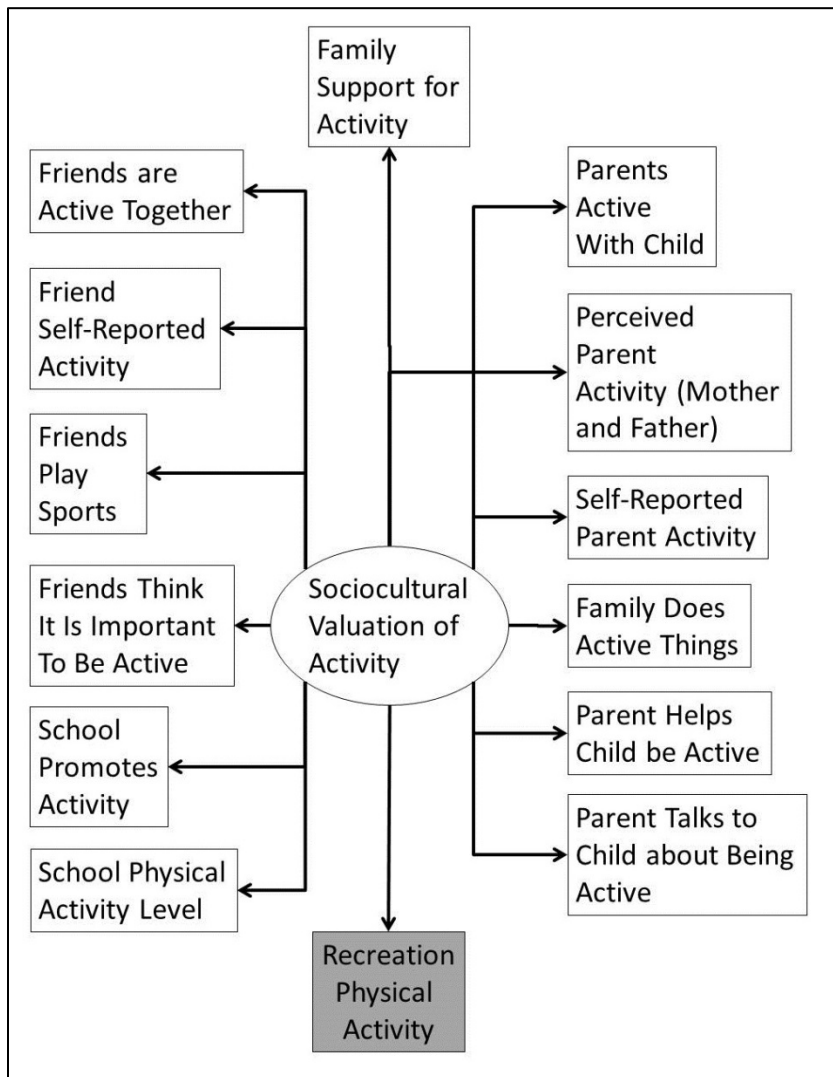 Family
Support for
Activity
Friends are
Active Together
Friend
Self-Reported
Activity
Friends
Play
Sports
Friends Think
It Is Important
To Be Active
School
Promotes
Activity
School Physical
Activity Level
Sociocultural
Valuation of
Activity
Recreation
Physical
Activity
Parents
Active
With Child
Perceived
Parent
Activity (Mother
and Father)
Self-Reported
Parent Activity
Family Does
Active Things
Parent Helps
Child be Active
Parent Talks to
Child about Being
Active